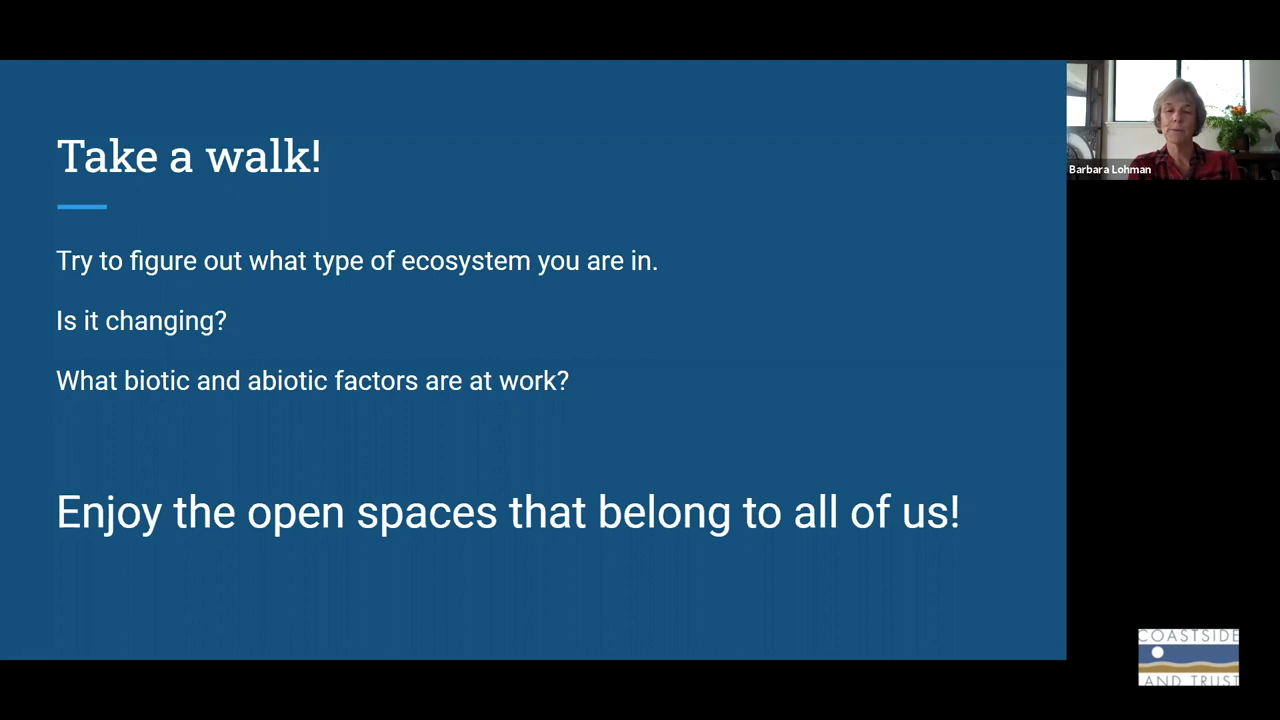 Take a walk!
Try to figure out what type of ecosystem you are in.
Is it changing?
What biotic and abiotic factors are at work?
Enjoy the open spaces that belong to all of us!
Barbara Lohman
COASTSIDE
LAND TRUST